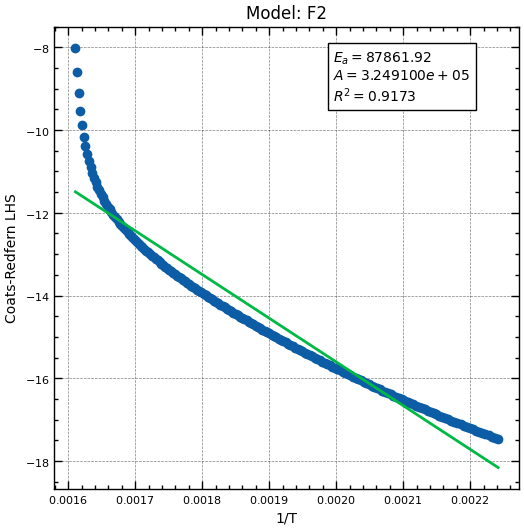 Model: F2
E_a = 87861.92
A = 3.249100e + 05
R^2 = 0.9173
Coats-Redfern LHS
−8
−10
−12
−14
−16
−18
0.0016 0.0017 0.0018 0.0019 0.0020 0.0021 0.0022
1/T